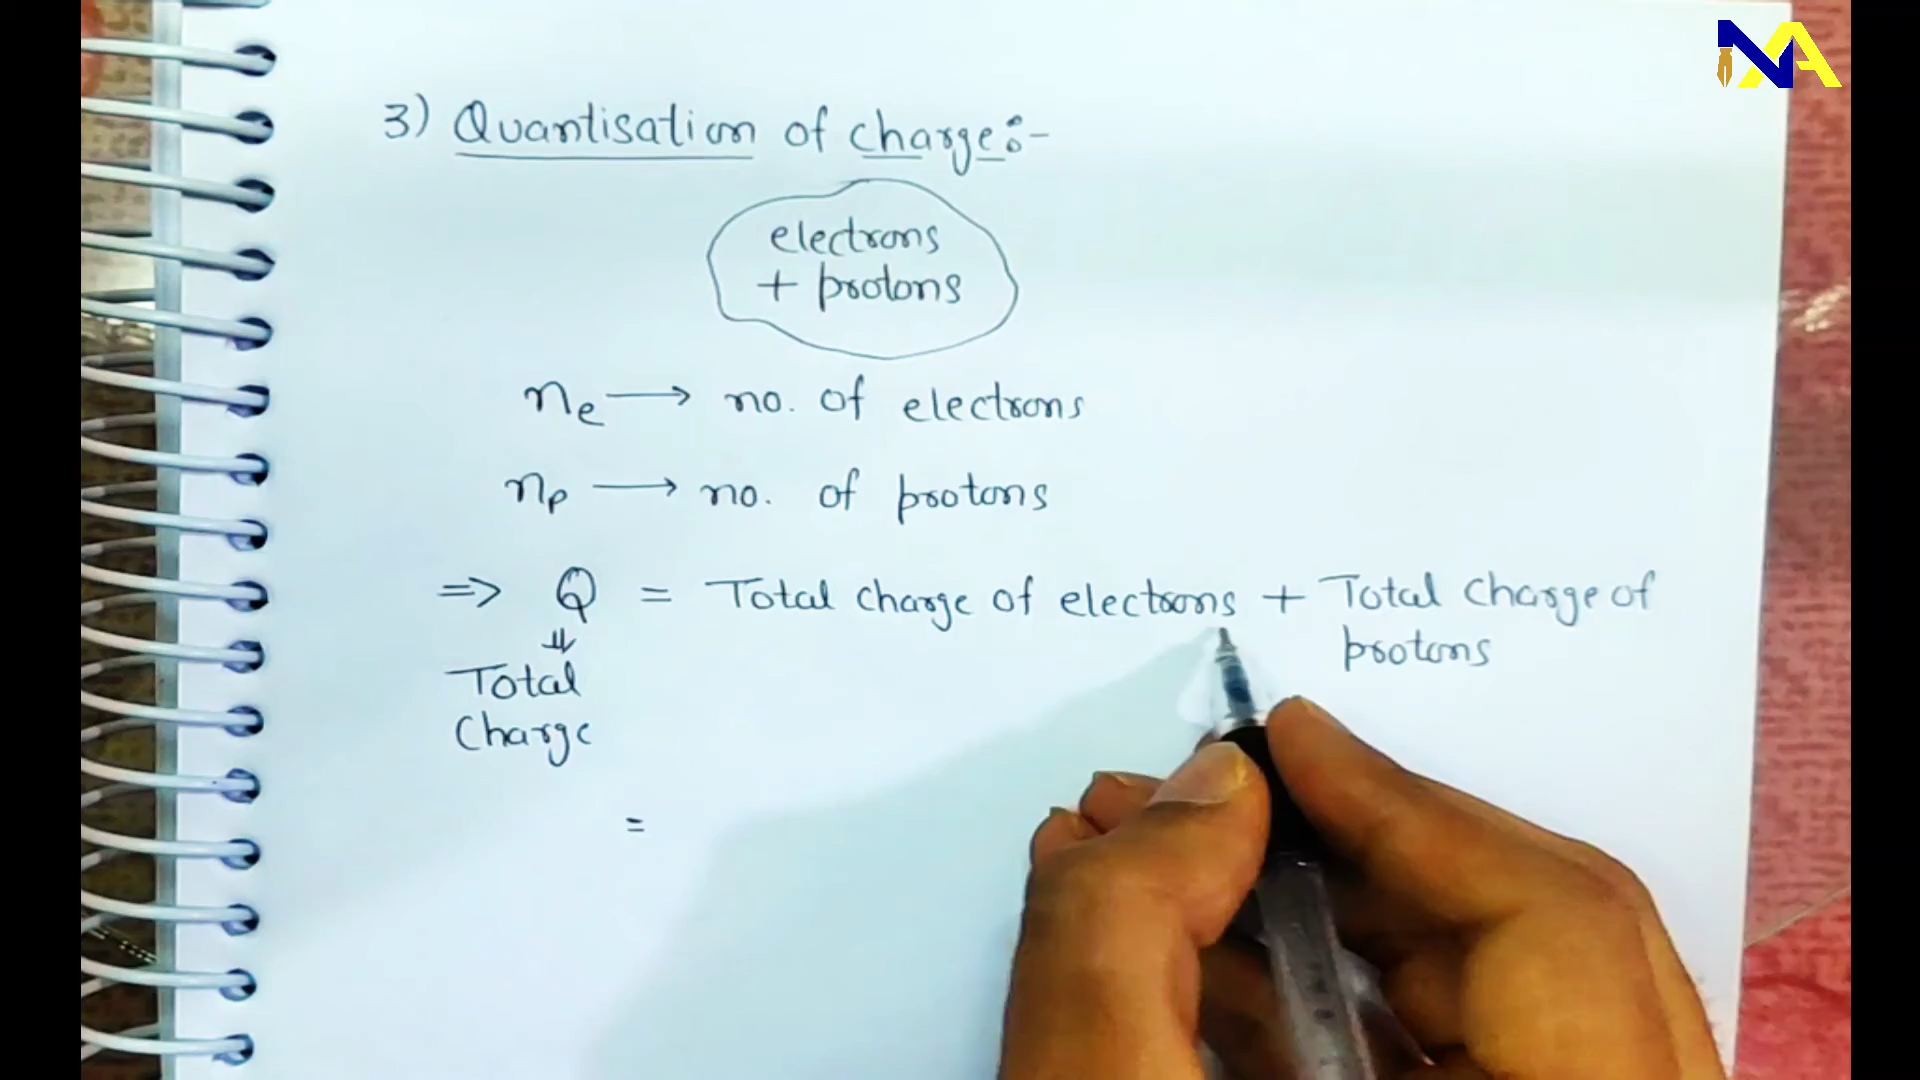 NA
3) Quantisation of charge:-
electrons
+ protons
ne → no. of electrons
np → no. of protons
=> Q = Total charge of electrons + Total charge of
protons
⇓
Total
Charge
=